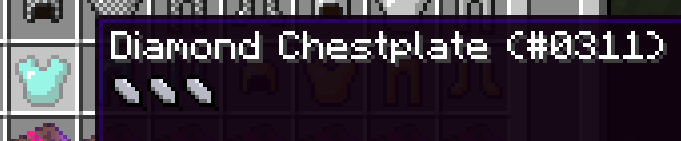 Diamond Chestplate (#0311)